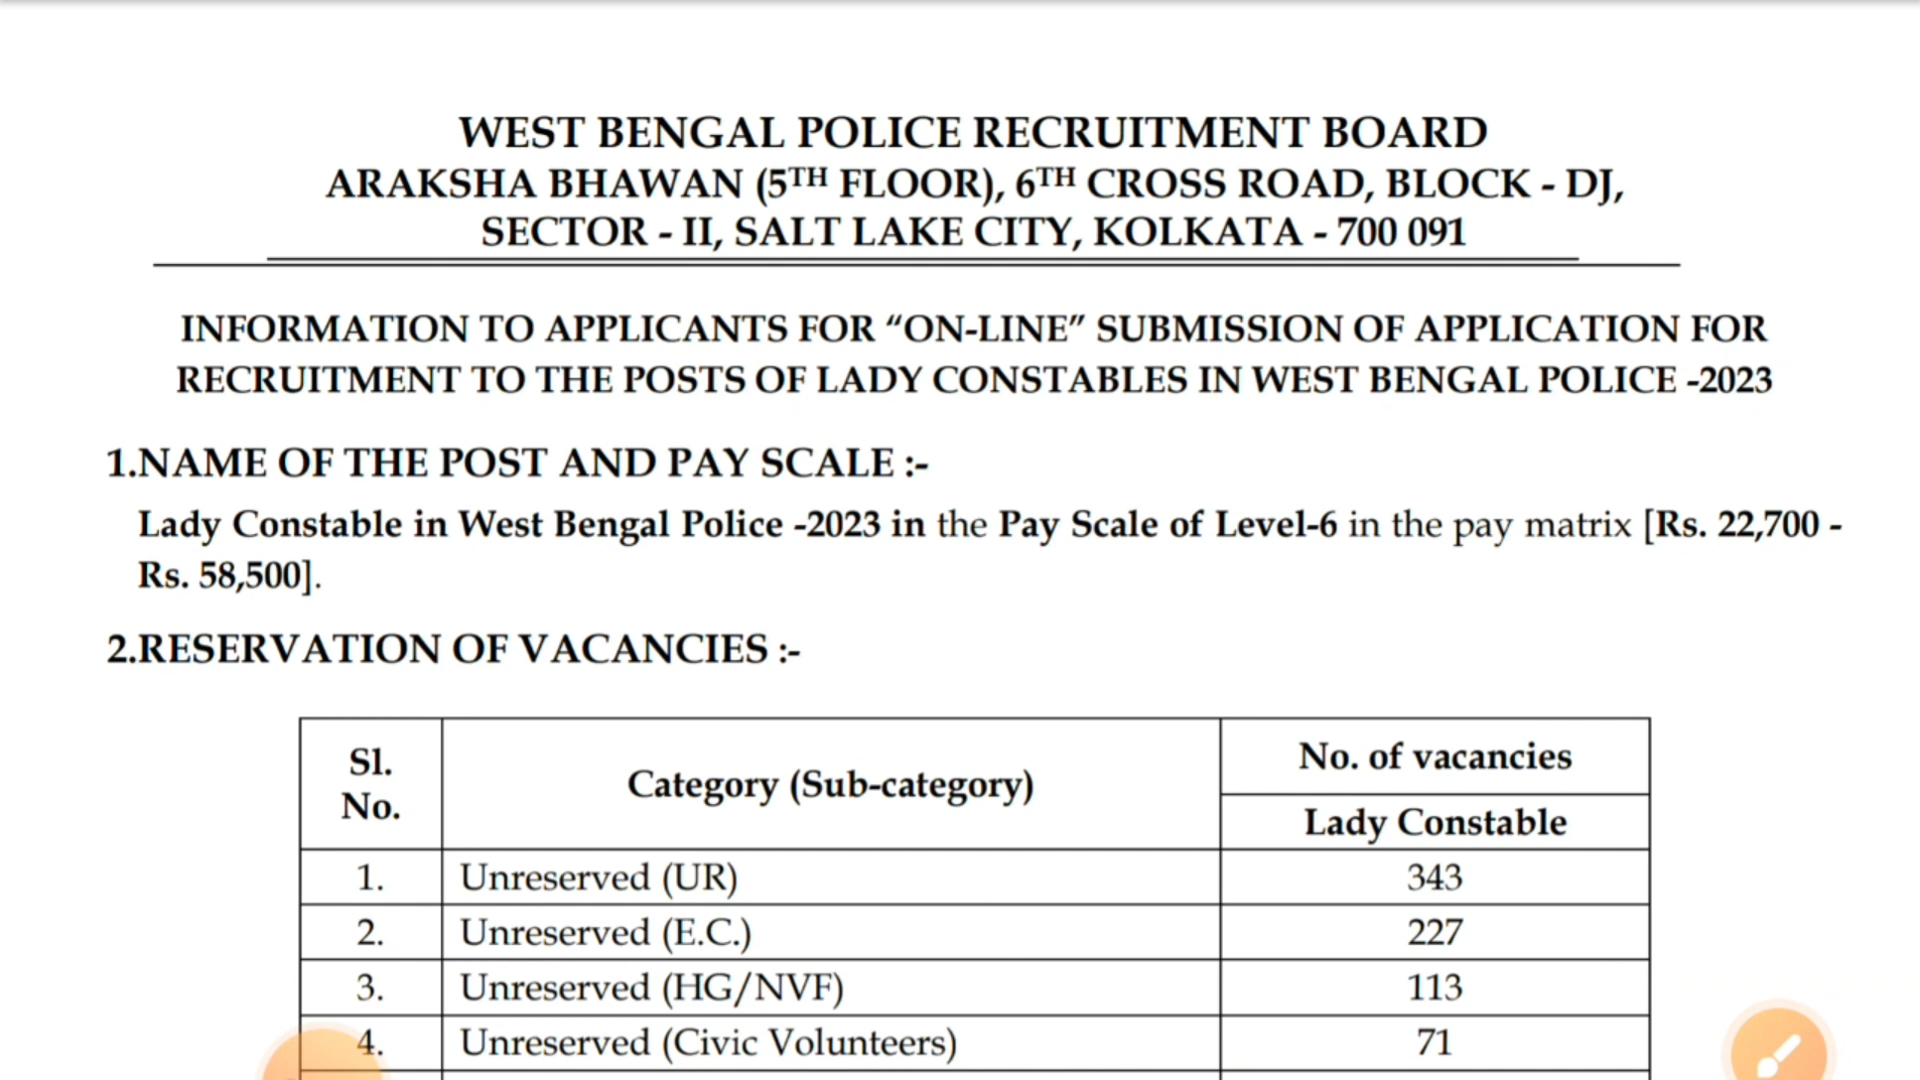 WEST BENGAL POLICE RECRUITMENT BOARD
ARAKSHA BHAWAN (5TH FLOOR), 6TH CROSS ROAD, BLOCK - DJ,
SECTOR - II, SALT LAKE CITY, KOLKATA - 700 091
INFORMATION TO APPLICANTS FOR “ON-LINE” SUBMISSION OF APPLICATION FOR
RECRUITMENT TO THE POSTS OF LADY CONSTABLES IN WEST BENGAL POLICE -2023
1.NAME OF THE POST AND PAY SCALE :-
Lady Constable in West Bengal Police -2023 in the Pay Scale of Level-6 in the pay matrix [Rs. 22,700 -
Rs. 58,500].
2.RESERVATION OF VACANCIES :-
Sl. No. Category (Sub-category) No. of vacancies
Lady Constable
1. Unreserved (UR) 343
2. Unreserved (E.C.) 227
3. Unreserved (HG/NVF) 113
4. Unreserved (Civic Volunteers) 71